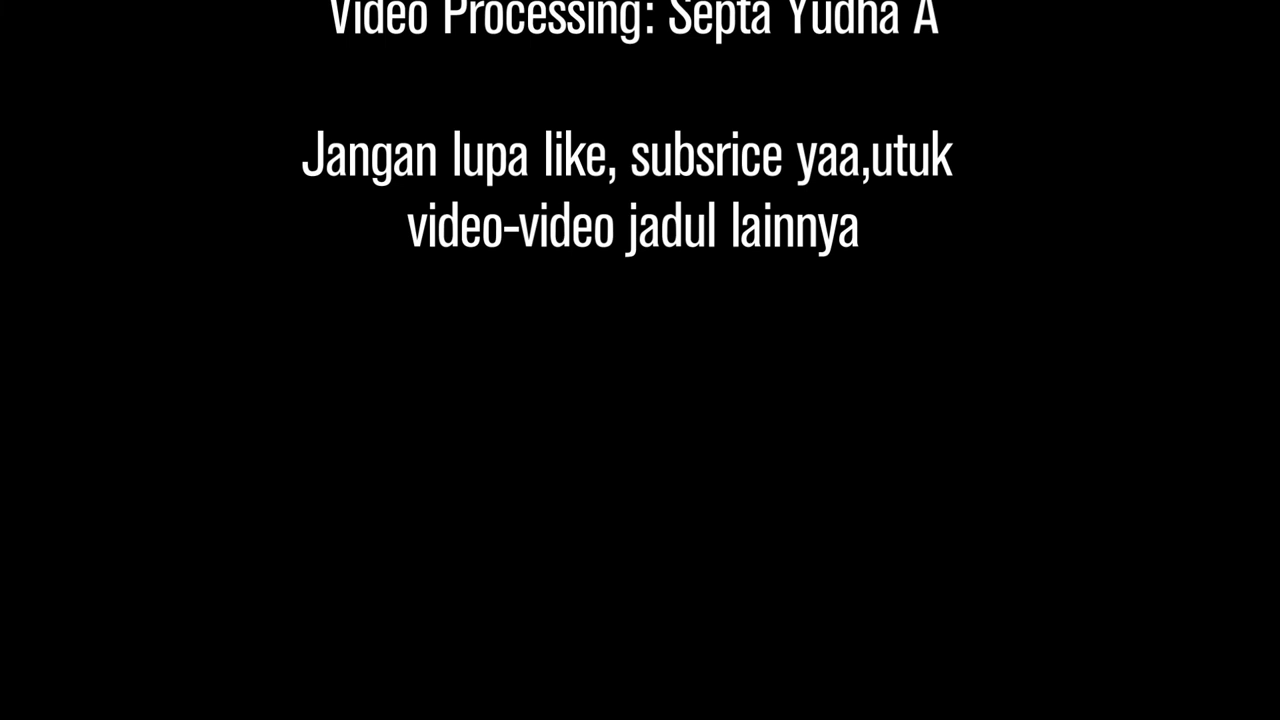 Video Processing: Septa Yudha A
Jangan lupa like, subsrice yaa,utuk
video-video jadul lainnya